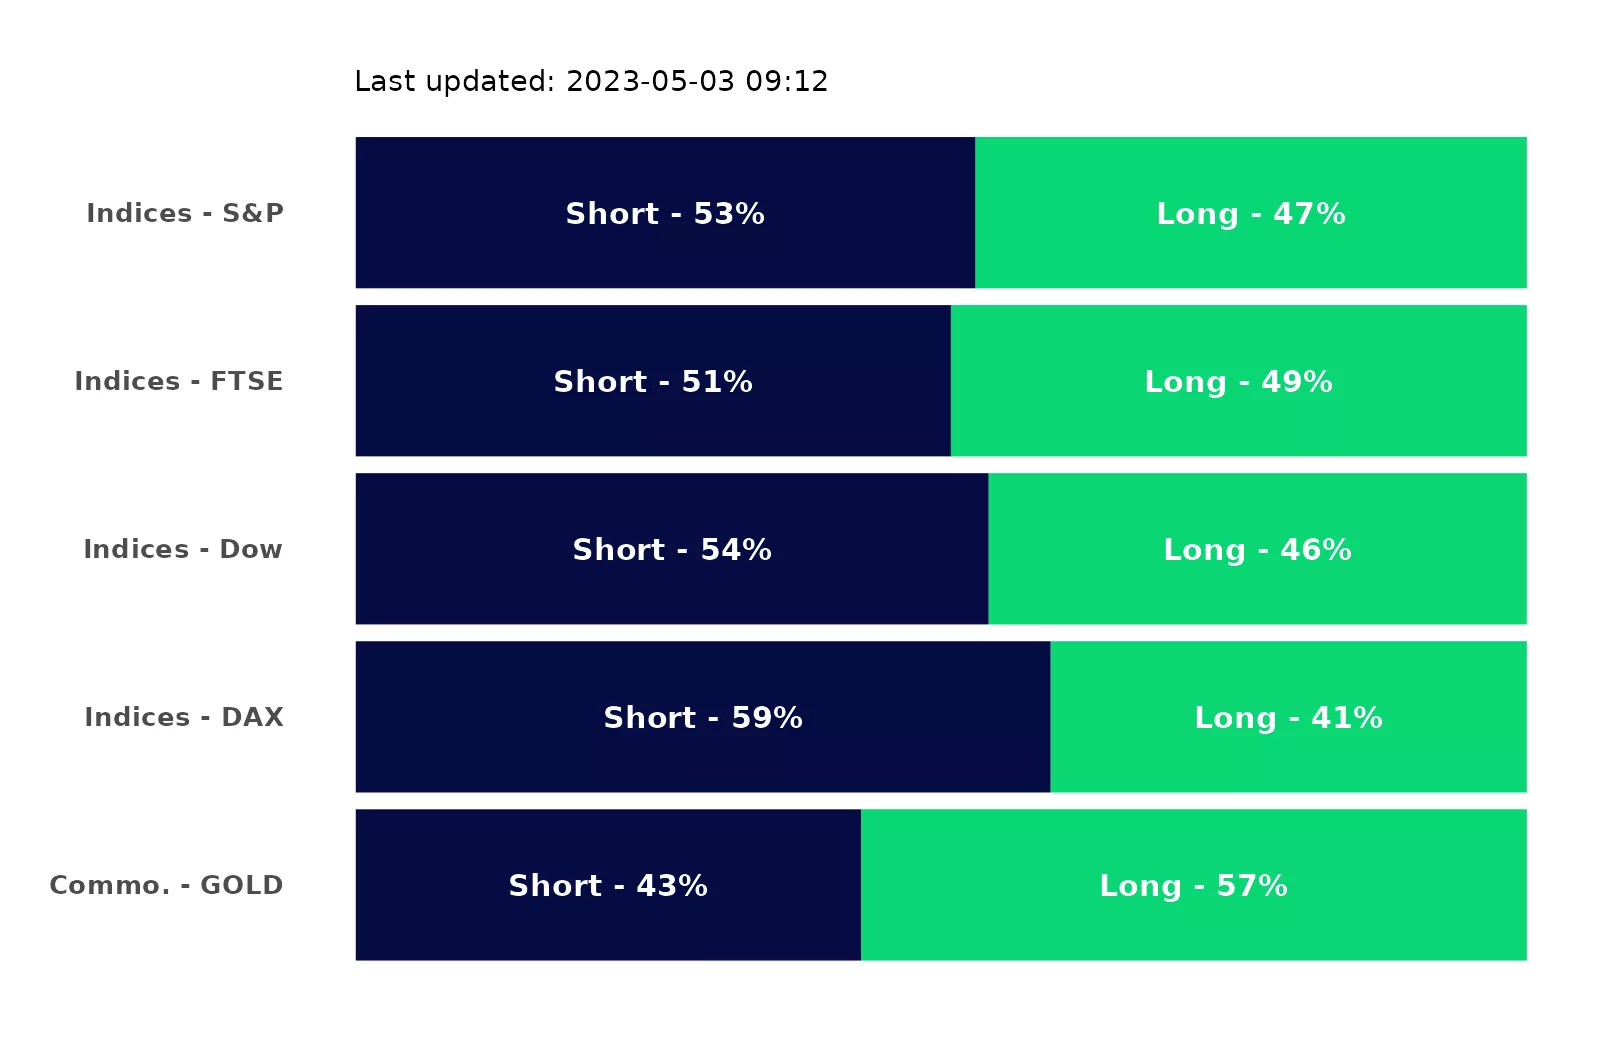 Last updated: 2023-05-03 09:12
Indices - S&P Short - 53% Long - 47%
Indices - FTSE Short - 51% Long - 49%
Indices - Dow Short - 54% Long - 46%
Indices - DAX Short - 59% Long - 41%
Commo. - GOLD Short - 43% Long - 57%